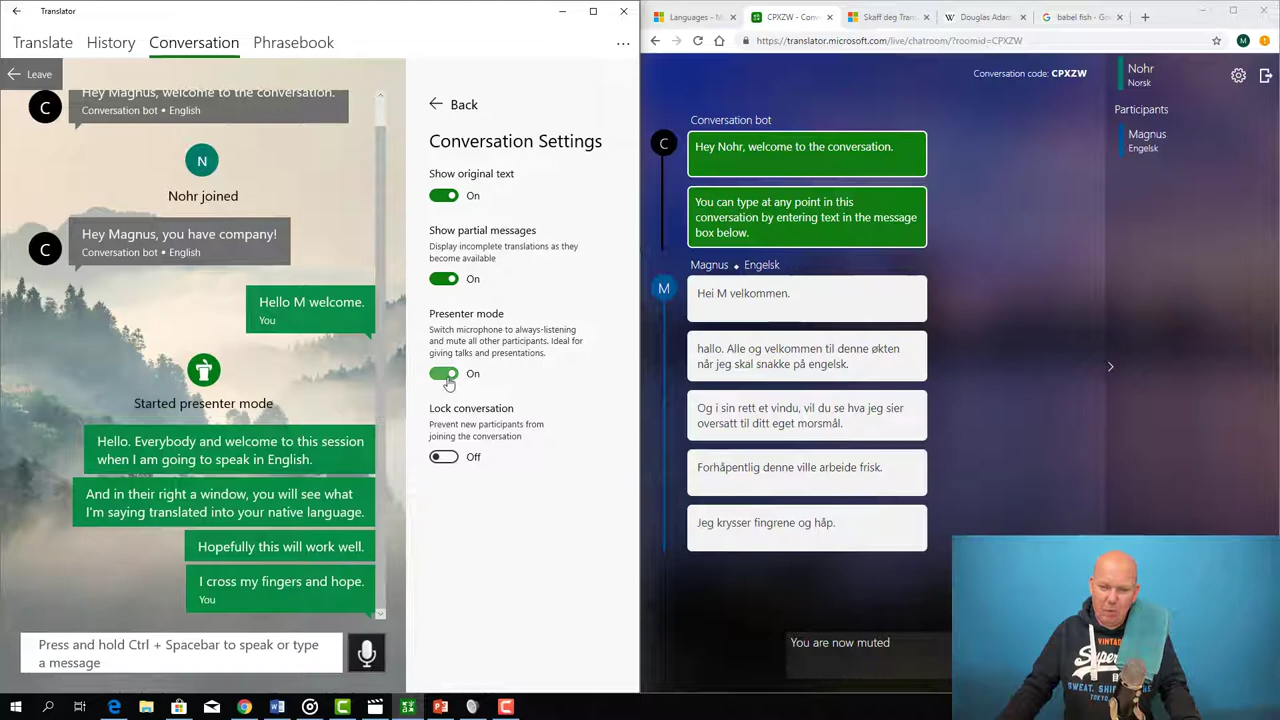 Translator
Translate
History
Conversation
Phrasebook
Leave
Hey Magnus, welcome to the conversation.
C
Conversation bot • English
N
Nohr joined
Hey Magnus, you have company!
C
Conversation bot • English
Hello M welcome.
You
Started presenter mode
Hello. Everybody and welcome to this session
when I am going to speak in English.
And in their right a window, you will see what
I'm saying translated into your native language.
Hopefully this will work well.
I cross my fingers and hope.
You
Press and hold Ctrl + Spacebar to speak or type
a message
Back
Conversation Settings
Show original text
On
Show partial messages
Display incomplete translations as they
become available
On
Presenter mode
Switch microphone to always-listening
and mute all other participants. Ideal for
giving talks and presentations.
On
Lock conversation
Prevent new participants from
joining the conversation
Off
Languages – M
CPXZW - Conv
Skaff deg Tran
W
Douglas Adam
G
babel fish - Go
https://translator.microsoft.com/live/chatroom/?roomid=CPXZW
M
Conversation code: CPXZW
Nohr
Norsk
Participants
Magnus
Engelsk
Conversation bot
C
Hey Nohr, welcome to the conversation.
You can type at any point in this
conversation by entering text in the message
box below.
Magnus ⬥ Engelsk
M
Hei M velkommen.
hallo. Alle og velkommen til denne økten
når jeg skal snakke på engelsk.
Og i sin rett et vindu, vil du se hva jeg sier
oversatt til ditt eget morsmål.
Forhåpentlig denne ville arbeide frisk.
Jeg krysser fingrene og håp.
You are now muted
VINTAG
Super
SWEAT. SHI
TOKYO